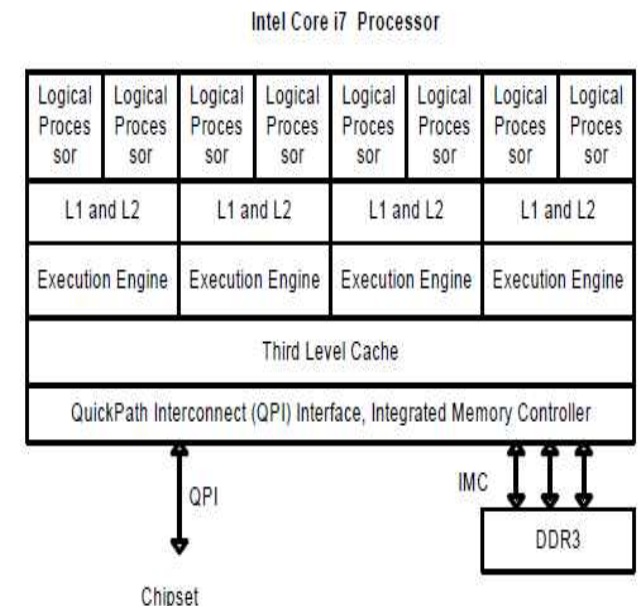 Intel Core i7 Processor
Logical Proces sor Logical Proces sor Logical Proces sor Logical Proces sor Logical Proces sor Logical Proces sor Logical Proces sor Logical Proces sor
L1 and L2 L1 and L2 L1 and L2 L1 and L2
Execution Engine Execution Engine Execution Engine Execution Engine
Third Level Cache
QuickPath Interconnect (QPI) Interface, Integrated Memory Controller
QPI
IMC
DDR3
Chipset